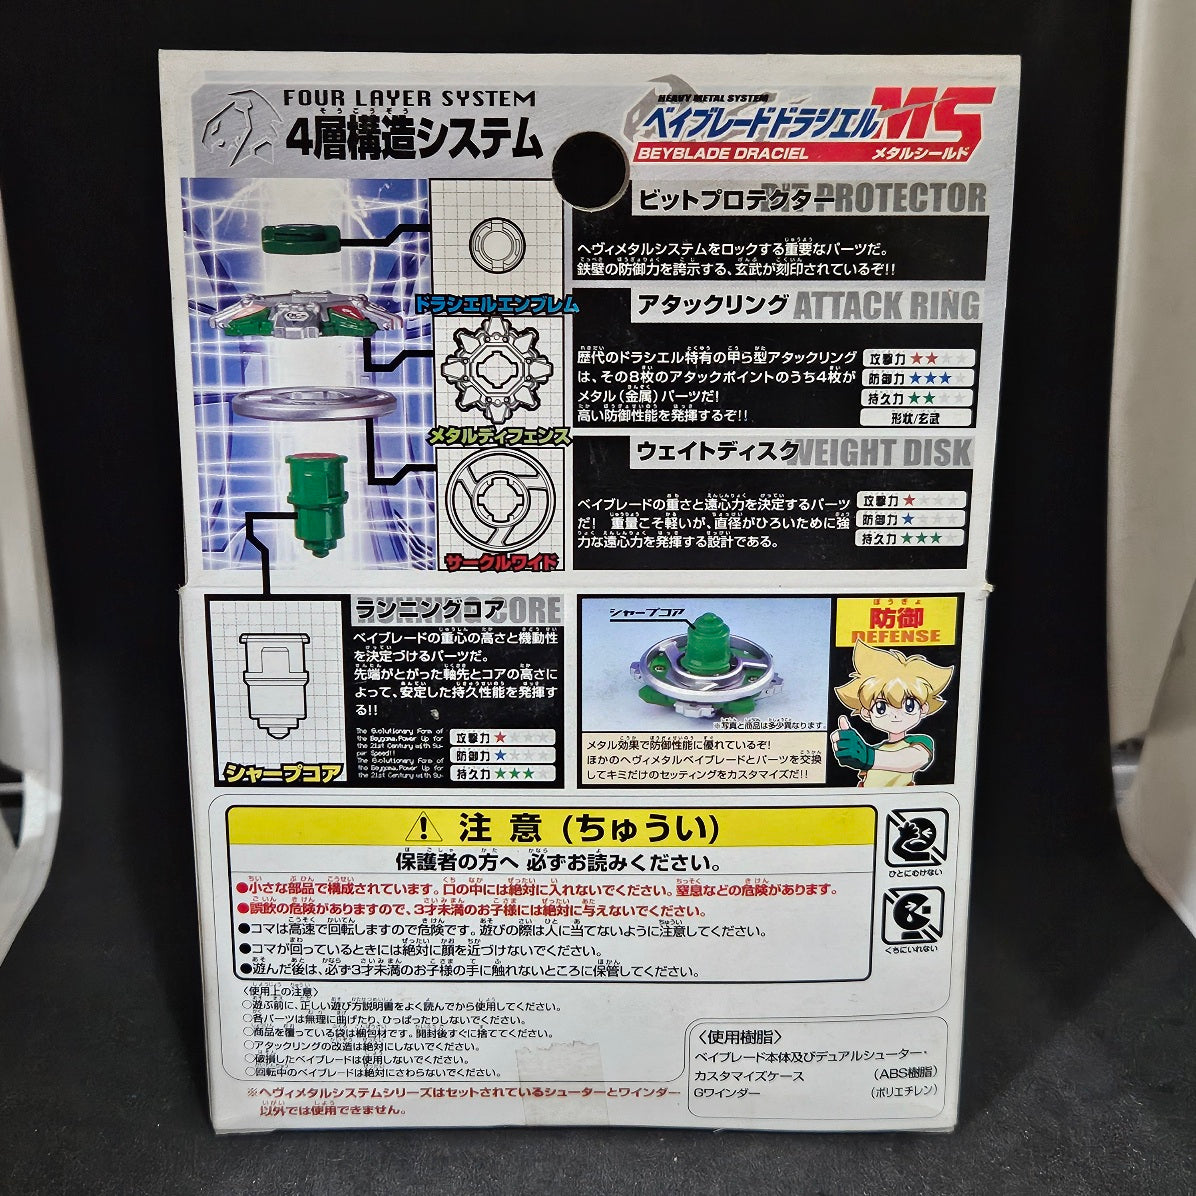 FOUR LAYER SYSTEM
4層構造システム
HEAVY METAL SYSTEM
ベイブレードドラシエルMS
BEYBLADE DRACIEL
メタルシールド
ビットプロテクター
BIT PROTECTOR
ヘヴィメタルシステムをロックする重要なパーツだ。
鉄壁の防御力を誇示する、玄武が刻印されているぞ!!
ドラシエルエンブレム
アタックリング
ATTACK RING
歴代のドラシエル特有の甲ら型アタックリング
は、その8枚のアタックポイントのうち4枚が
メタル(金属)パーツだ!
高い防御性能を発揮するぞ!!
攻撃力 ★★
防御力 ★★★
持久力 ★★
形状/玄武
メタルディフェンス
ウェイトディスク
WEIGHT DISK
ベイブレードの重さと遠心力を決定するパーツ
だ! 重量こそ軽いが、直径がひろいために強
力な遠心力を発揮する設計である。
攻撃力 ★
防御力 ★
持久力 ★★★
サークルワイド
ランニングコア
RUNNING CORE
ベイブレードの重心の高さと機動性
を決定づけるパーツだ。
先端がとがった軸先とコアの高さに
よって、安定した持久性能を発揮す
る!!
攻撃力 ★
防御力 ★
持久力 ★★★
シャープコア
シャープコア
※写真と商品は多少異なります。
メタル効果で防御性能に優れているぞ!
ほかのヘヴィメタルベイブレードとパーツを交換
してキミだけのセッティングをカスタマイズだ!!
防御
DEFENSE
注意(ちゅうい)
保護者の方へ 必ずお読みください。
●小さな部品で構成されています。口の中には絶対に入れないでください。窒息などの危険があります。
●誤飲の危険がありますので、3才未満のお子様には絶対に与えないでください。
●コマは高速で回転しますので危険です。遊びの際は人に当てないように注意してください。
●コマが回っているときには絶対に顔を近づけないでください。
●遊んだ後は、必ず3才未満のお子様の手に触れないところに保管してください。
ひとにむけない
くちにいれない
〈使用上の注意〉
○遊ぶ前に、正しい遊び方説明書をよく読んでから使用してください。
○各パーツは無理に曲げたり、ひっぱったりしないでください。
○商品を覆っている袋は梱包材です。開封後すぐに捨ててください。
○アタックリングの改造は絶対にしないでください。
○破損したベイブレードは使用しないでください。
○回転中のベイブレードは絶対にさわらないでください。
※ヘヴィメタルシステムシリーズはセットされているシューターとワインダー
以外では使用できません。
〈使用樹脂〉
ベイブレード本体及びデュアルシューター・
カスタマイズケース (ABS樹脂)
Gワインダー (ポリエチレン)